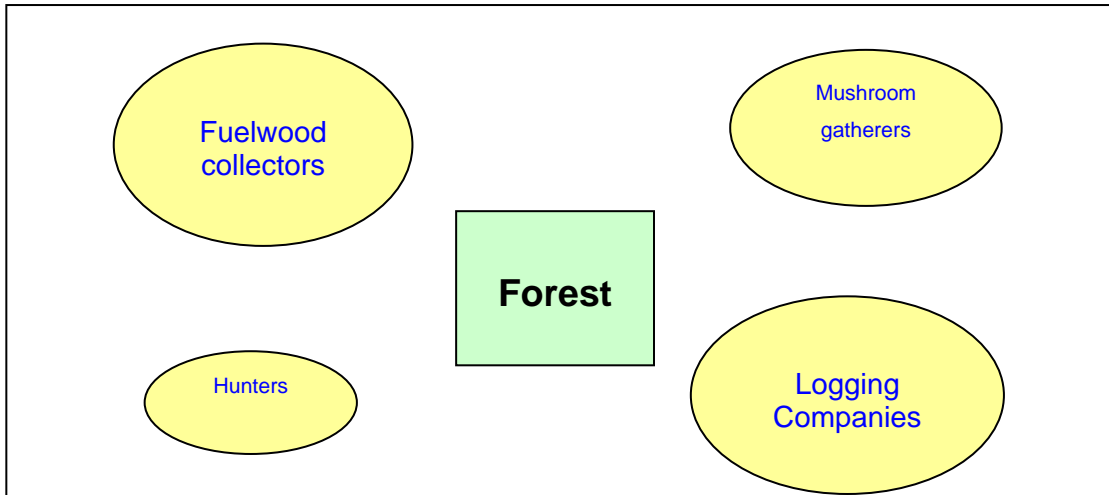 Fuelwood
collectors
Mushroom
gatherers
Forest
Hunters
Logging
Companies